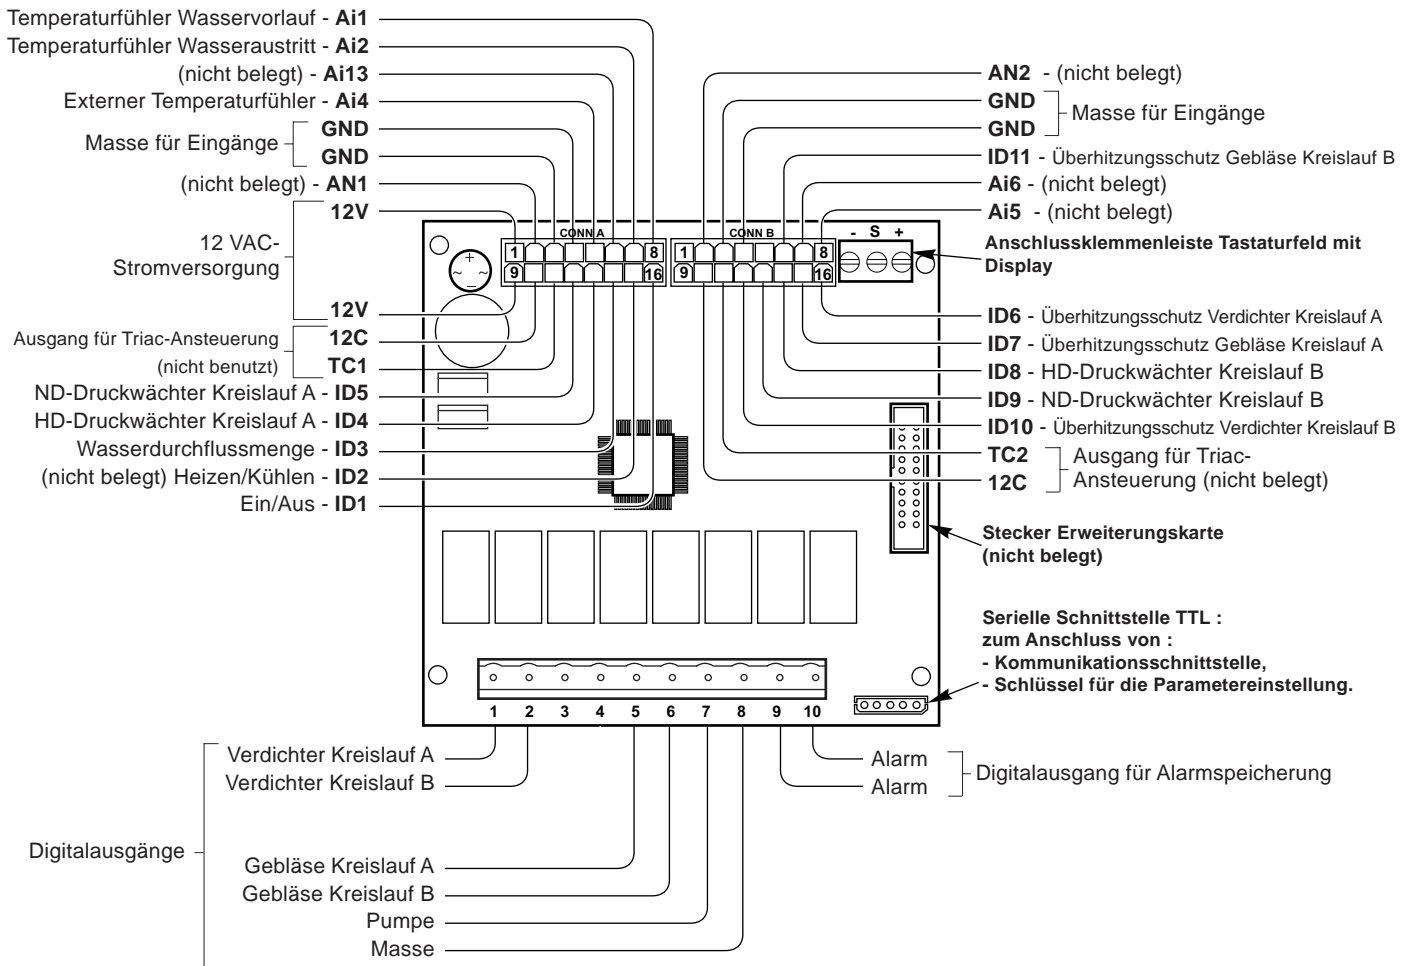 Temperaturfühler Wasservorlauf - Ai1
Temperaturfühler Wasseraustritt - Ai2
(nicht belegt) - Ai13
Externer Temperaturfühler - Ai4
GND
Masse für Eingänge
GND
(nicht belegt) - AN1
12V
12 VAC-
Stromversorgung
12V
12C
Ausgang für Triac-Ansteuerung
(nicht benutzt)
TC1
ND-Druckwächter Kreislauf A - ID5
HD-Druckwächter Kreislauf A - ID4
Wasserdurchflussmenge - ID3
(nicht belegt) Heizen/Kühlen - ID2
Ein/Aus - ID1
AN2 - (nicht belegt)
GND
Masse für Eingänge
GND
ID11 - Überhitzungsschutz Gebläse Kreislauf B
Ai6 - (nicht belegt)
Ai5 - (nicht belegt)
Anschlussklemmenleiste Tastaturfeld mit
Display
ID6 - Überhitzungsschutz Verdichter Kreislauf A
ID7 - Überhitzungsschutz Gebläse Kreislauf A
ID8 - HD-Druckwächter Kreislauf B
ID9 - ND-Druckwächter Kreislauf B
ID10 - Überhitzungsschutz Verdichter Kreislauf B
TC2
12C
Ausgang für Triac-
Ansteuerung (nicht belegt)
Stecker Erweiterungskarte
(nicht belegt)
Serielle Schnittstelle TTL :
zum Anschluss von :
- Kommunikationsschnittstelle,
- Schlüssel für die Parametereinstellung.
CONN A
1 8
9 16
CONN B
1 8
9 16
- S +
+
~ ~
-
1 2 3 4 5 6 7 8 9 10
Verdichter Kreislauf A
Verdichter Kreislauf B
Digitalausgänge
Gebläse Kreislauf A
Gebläse Kreislauf B
Pumpe
Masse
Alarm
Alarm
Digitalausgang für Alarmspeicherung